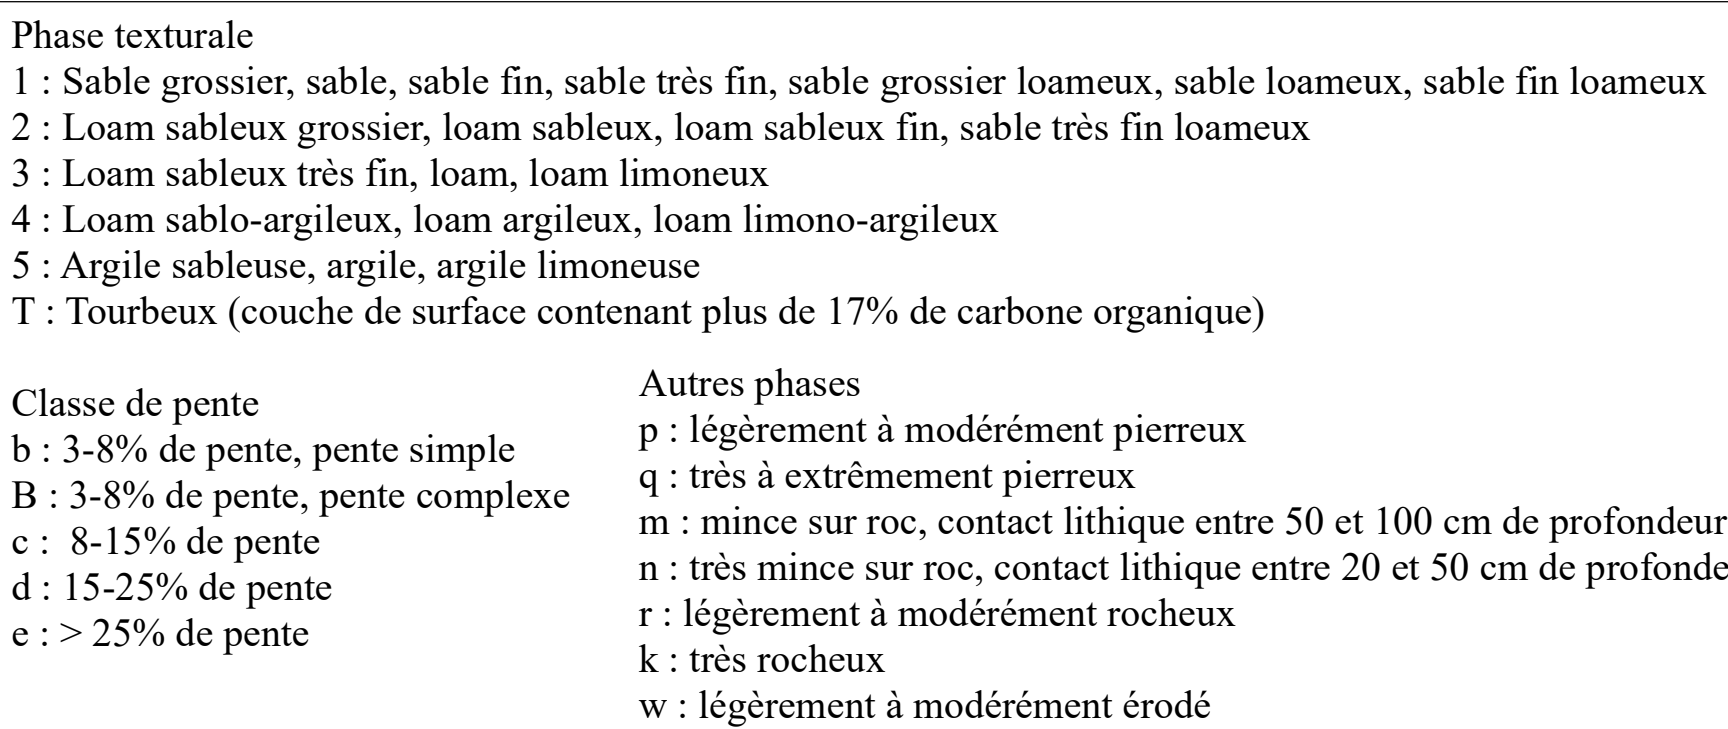 Phase texturale
1 : Sable grossier, sable, sable fin, sable très fin, sable grossier loameux, sable loameux, sable fin loameux
2 : Loam sableux grossier, loam sableux, loam sableux fin, sable très fin loameux
3 : Loam sableux très fin, loam, loam limoneux
4 : Loam sablo-argileux, loam argileux, loam limono-argileux
5 : Argile sableuse, argile, argile limoneuse
T : Tourbeux (couche de surface contenant plus de 17% de carbone organique)
Classe de pente
b : 3-8% de pente, pente simple
B : 3-8% de pente, pente complexe
c : 8-15% de pente
d : 15-25% de pente
e : > 25% de pente
Autres phases
p : légèrement à modérément pierreux
q : très à extrêmement pierreux
m : mince sur roc, contact lithique entre 50 et 100 cm de profondeur
n : très mince sur roc, contact lithique entre 20 et 50 cm de profonde
r : légèrement à modérément rocheux
k : très rocheux
w : légèrement à modérément érodé